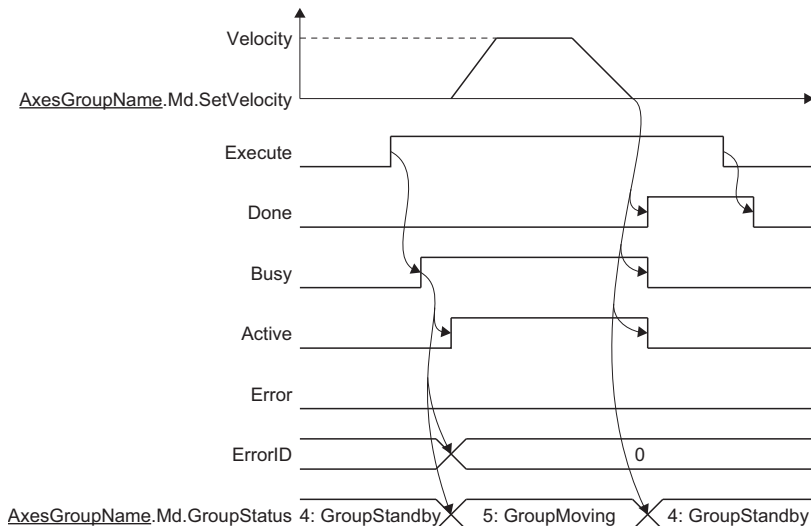 Velocity
AxesGroupName.Md.SetVelocity
Execute
Done
Busy
Active
Error
ErrorID 0
AxesGroupName.Md.GroupStatus 4: GroupStandby 5: GroupMoving 4: GroupStandby